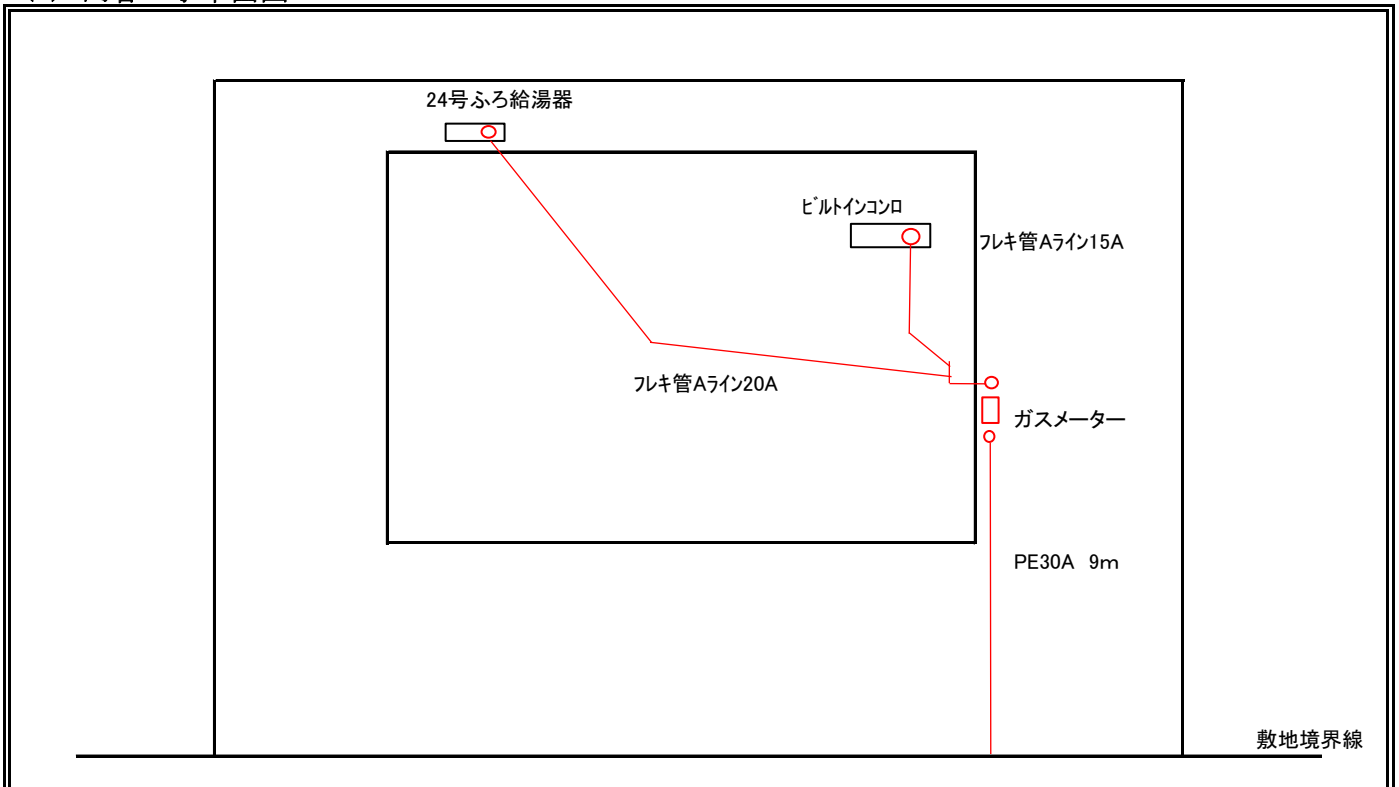 24号ふろ給湯器
ビルトインコンロ
フレキ管Aライン15A
フレキ管Aライン20A
ガスメーター
PE30A 9m
敷地境界線